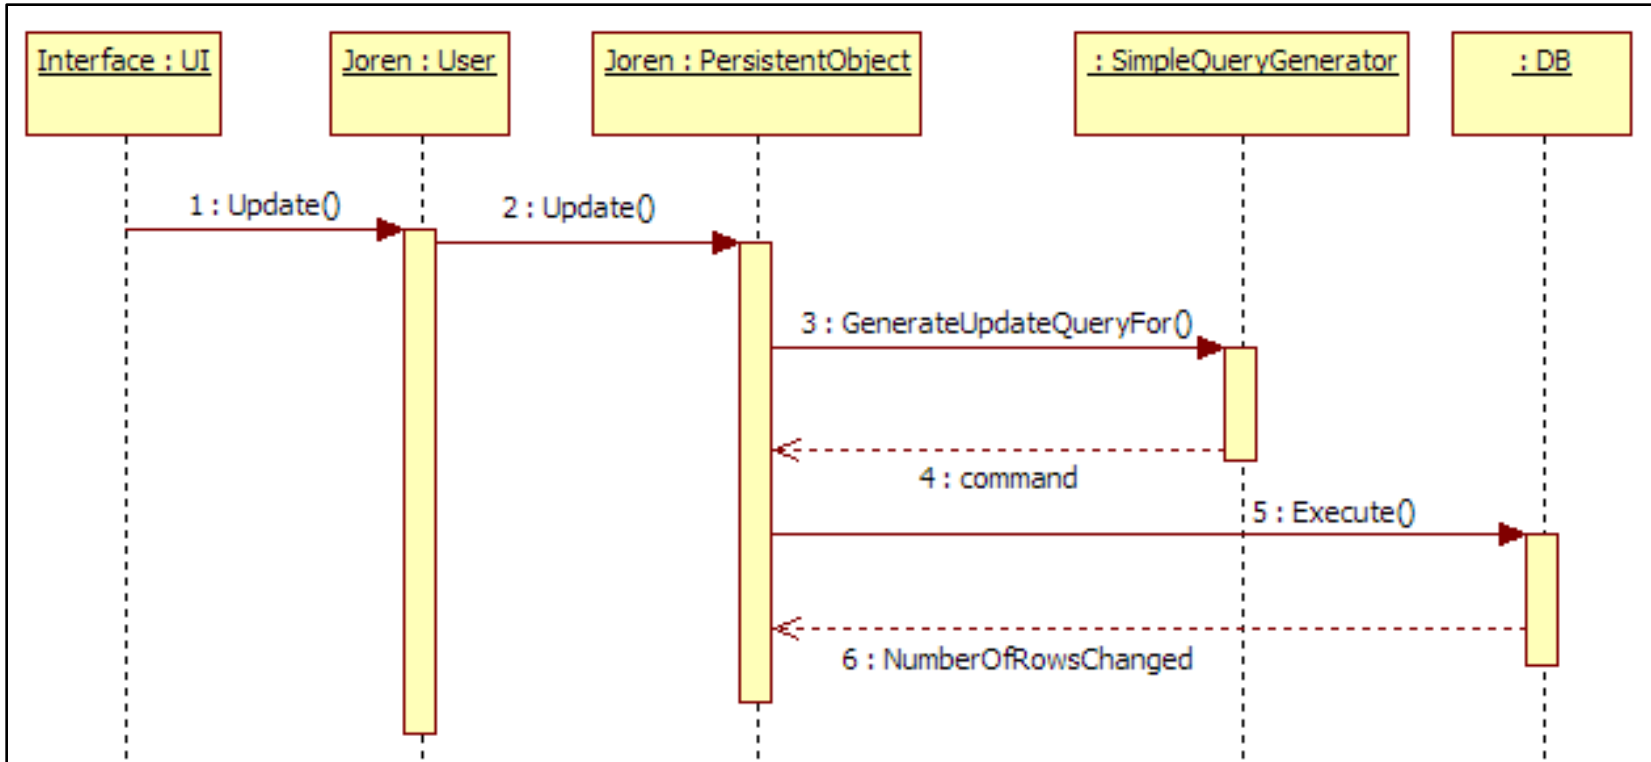 Interface : UI
Joren : User
Joren : PersistentObject
: SimpleQueryGenerator
: DB
1 : Update()
2 : Update()
3 : GenerateUpdateQueryFor()
4 : command
5 : Execute()
6 : NumberOfRowsChanged